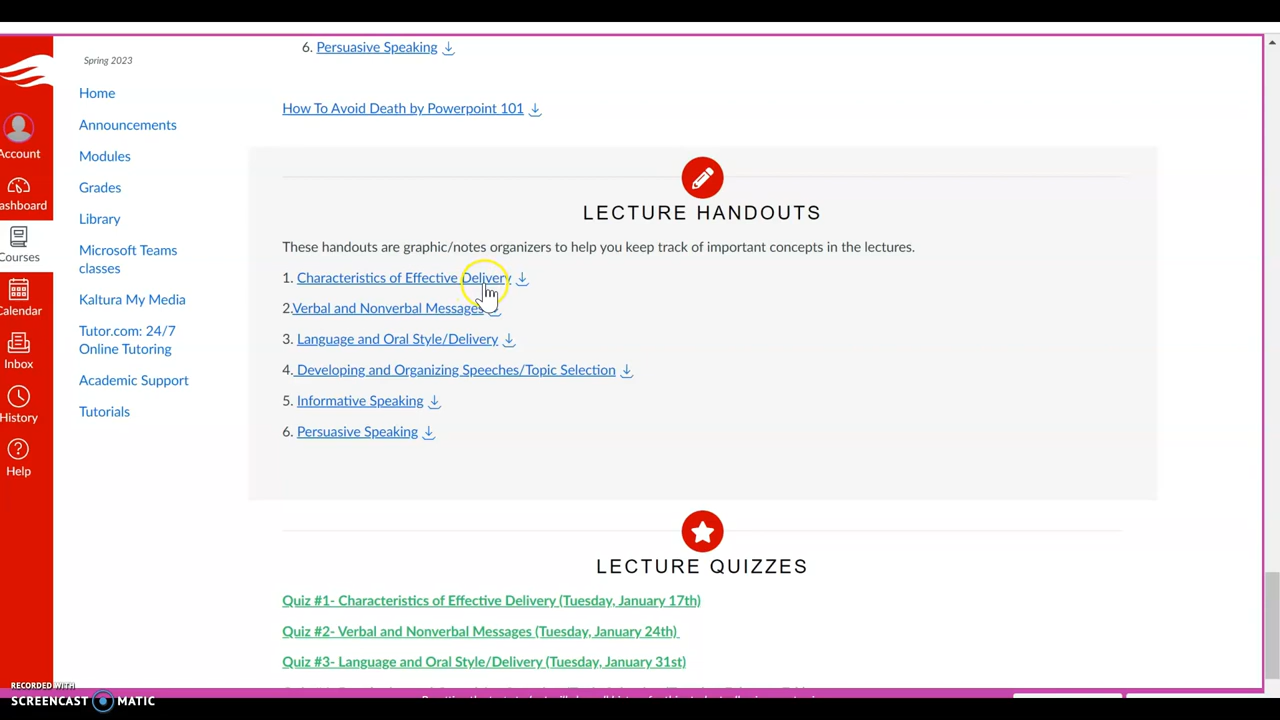 6. Persuasive Speaking
Spring 2023
Home
How To Avoid Death by Powerpoint 101
Announcements
Account
Modules
Grades
ashboard
LECTURE HANDOUTS
Library
These handouts are graphic/notes organizers to help you keep track of important concepts in the lectures.
Courses
Microsoft Teams
classes
1. Characteristics of Effective Delivery
Kaltura My Media
2.Verbal and Nonverbal Messages
Calendar
Tutor.com: 24/7
Online Tutoring
3. Language and Oral Style/Delivery
Inbox
4. Developing and Organizing Speeches/Topic Selection
Academic Support
5. Informative Speaking
Tutorials
History
6. Persuasive Speaking
Help
LECTURE QUIZZES
Quiz #1- Characteristics of Effective Delivery (Tuesday, January 17th)
Quiz #2- Verbal and Nonverbal Messages (Tuesday, January 24th)
Quiz #3- Language and Oral Style/Delivery (Tuesday, January 31st)
RECORDED WITH
SCREENCAST MATIC